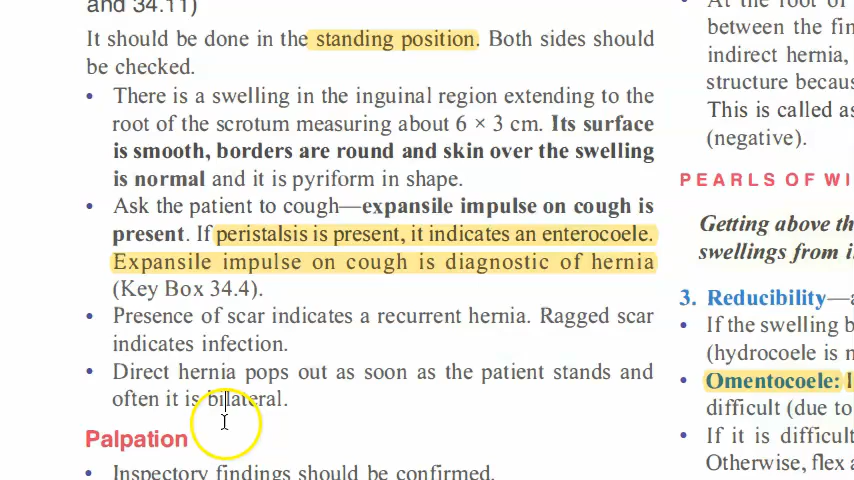 and 34.11)
It should be done in the standing position. Both sides should
be checked.
• There is a swelling in the inguinal region extending to the
root of the scrotum measuring about 6 × 3 cm. Its surface
is smooth, borders are round and skin over the swelling
is normal and it is pyriform in shape.
• Ask the patient to cough—expansile impulse on cough is
present. If peristalsis is present, it indicates an enterocele.
Expansile impulse on cough is diagnostic of hernia
(Key Box 34.4).
• Presence of scar indicates a recurrent hernia. Ragged scar
indicates infection.
• Direct hernia pops out as soon as the patient stands and
often it is bilateral.
Palpation
• Inspectory findings should be confirmed.
• At the root of
between the fin
indirect hernia,
structure becaus
This is called as
(negative).
PEARLS OF WI
Getting above th
swellings from i
3. Reducibility—a
• If the swelling b
(hydrocoele is n
• Omentocoele: I
difficult (due to
• If it is difficul
Otherwise, flex a